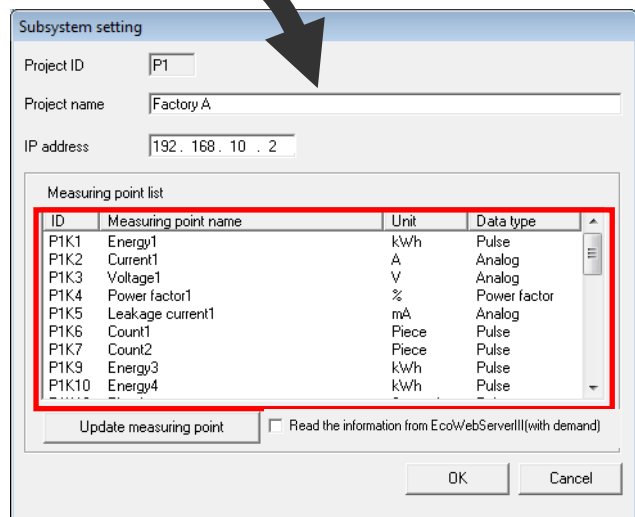 Subsystem setting
Project ID P1
Project name Factory A
IP address 192 . 168 . 10 . 2
Measuring point list
ID Measuring point name Unit Data type
P1K1 Energy1 kWh Pulse
P1K2 Current1 A Analog
P1K3 Voltage1 V Analog
P1K4 Power factor1 % Power factor
P1K5 Leakage current1 mA Analog
P1K6 Count1 Piece Pulse
P1K7 Count2 Piece Pulse
P1K9 Energy3 kWh Pulse
P1K10 Energy4 kWh Pulse
Update measuring point Read the information from EcoWebServerIII(with demand)
OK Cancel